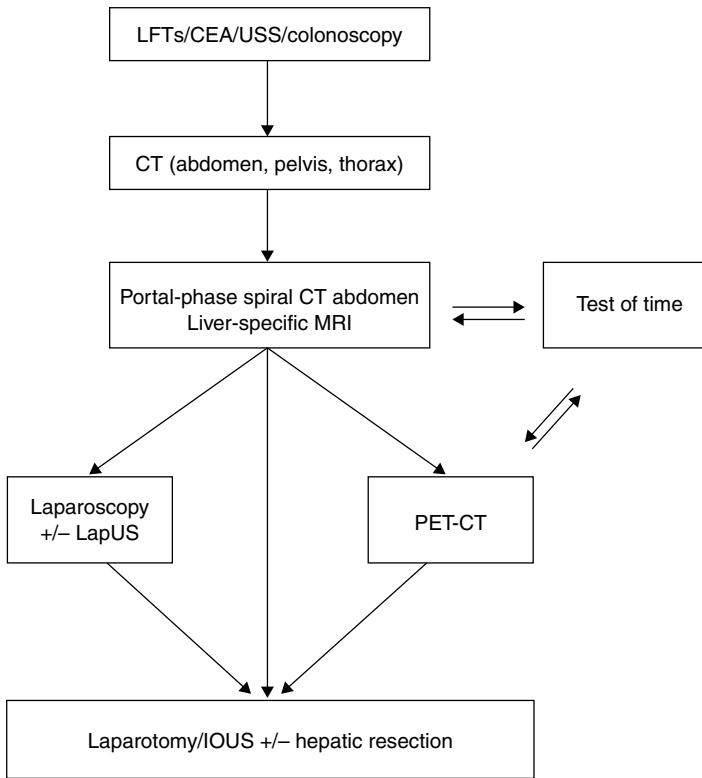 LFTs/CEA/USS/colonoscopy
CT (abdomen, pelvis, thorax)
Portal-phase spiral CT abdomen
Liver-specific MRI
Test of time
Laparoscopy
+/– LapUS
PET-CT
Laparotomy/IOUS +/– hepatic resection